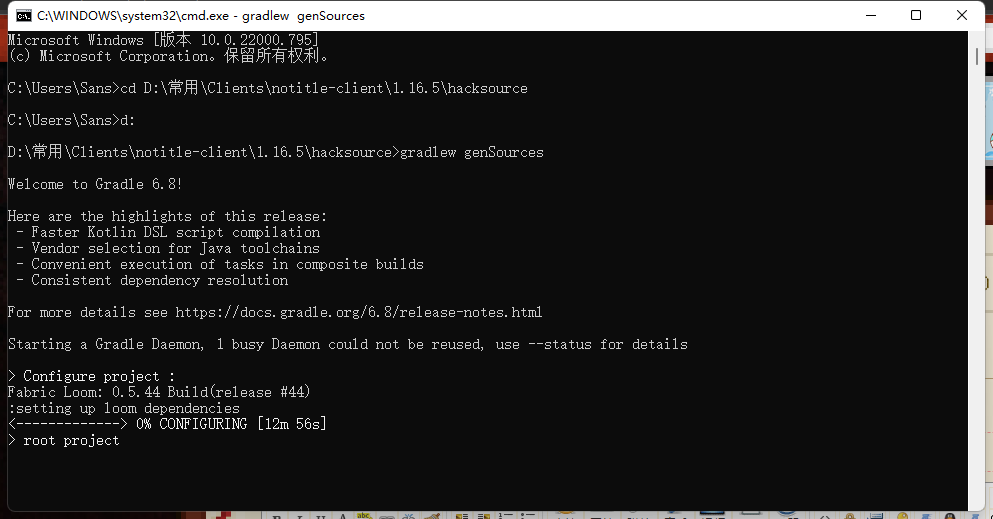 C:\WINDOWS\system32\cmd.exe - gradlew  genSources
Microsoft Windows [版本 10.0.22000.795]
(c) Microsoft Corporation。保留所有权利。
C:\Users\Sans>cd D:\常用\Clients\notitle-client\1.16.5\hacksource
C:\Users\Sans>d:
D:\常用\Clients\notitle-client\1.16.5\hacksource>gradlew genSources
Welcome to Gradle 6.8!
Here are the highlights of this release:
- Faster Kotlin DSL script compilation
- Vendor selection for Java toolchains
- Convenient execution of tasks in composite builds
- Consistent dependency resolution
For more details see https://docs.gradle.org/6.8/release-notes.html
Starting a Gradle Daemon, 1 busy Daemon could not be reused, use --status for details
> Configure project :
Fabric Loom: 0.5.44 Build(release #44)
:setting up loom dependencies
<-------------> 0% CONFIGURING [12m 56s]
> root project